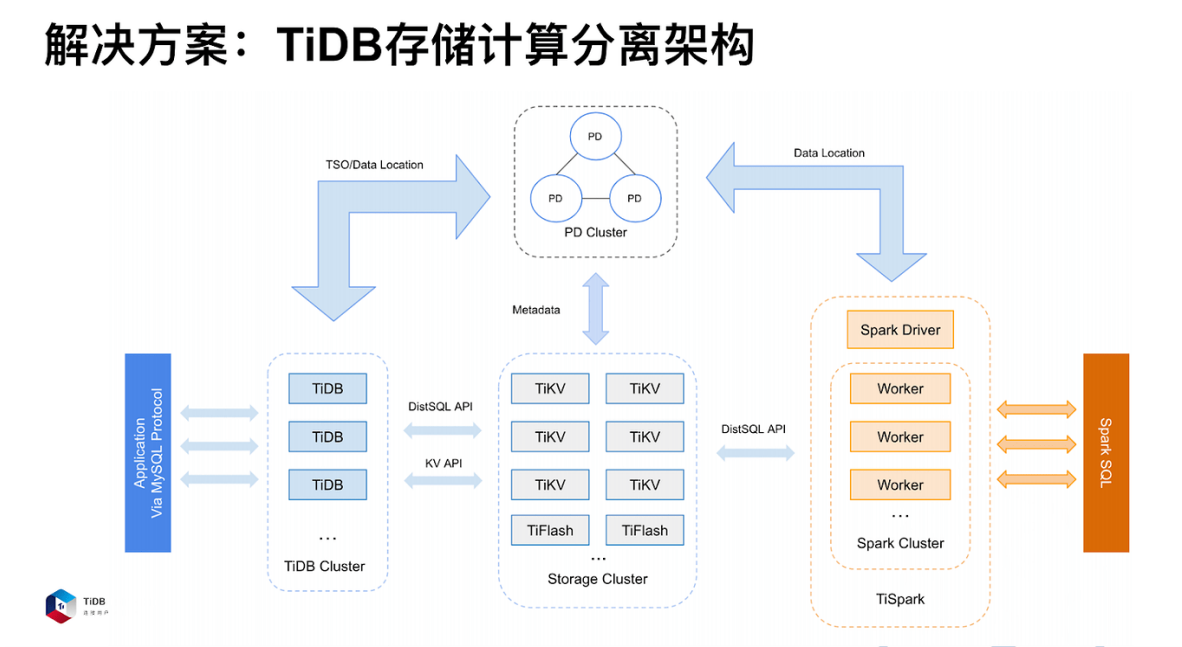 解决方案：TiDB存储计算分离架构
PD
PD
PD
PD Cluster
TSO/Data Location
Data Location
Metadata
Application
Via MySQL Protocol
TiDB
TiDB
TiDB
...
TiDB Cluster
DistSQL API
KV API
TiKV
TiKV
TiKV
TiKV
TiKV
TiKV
TiFlash
TiFlash
...
Storage Cluster
DistSQL API
Spark Driver
Worker
Worker
Worker
...
Spark Cluster
TiSpark
Spark SQL
TiDB